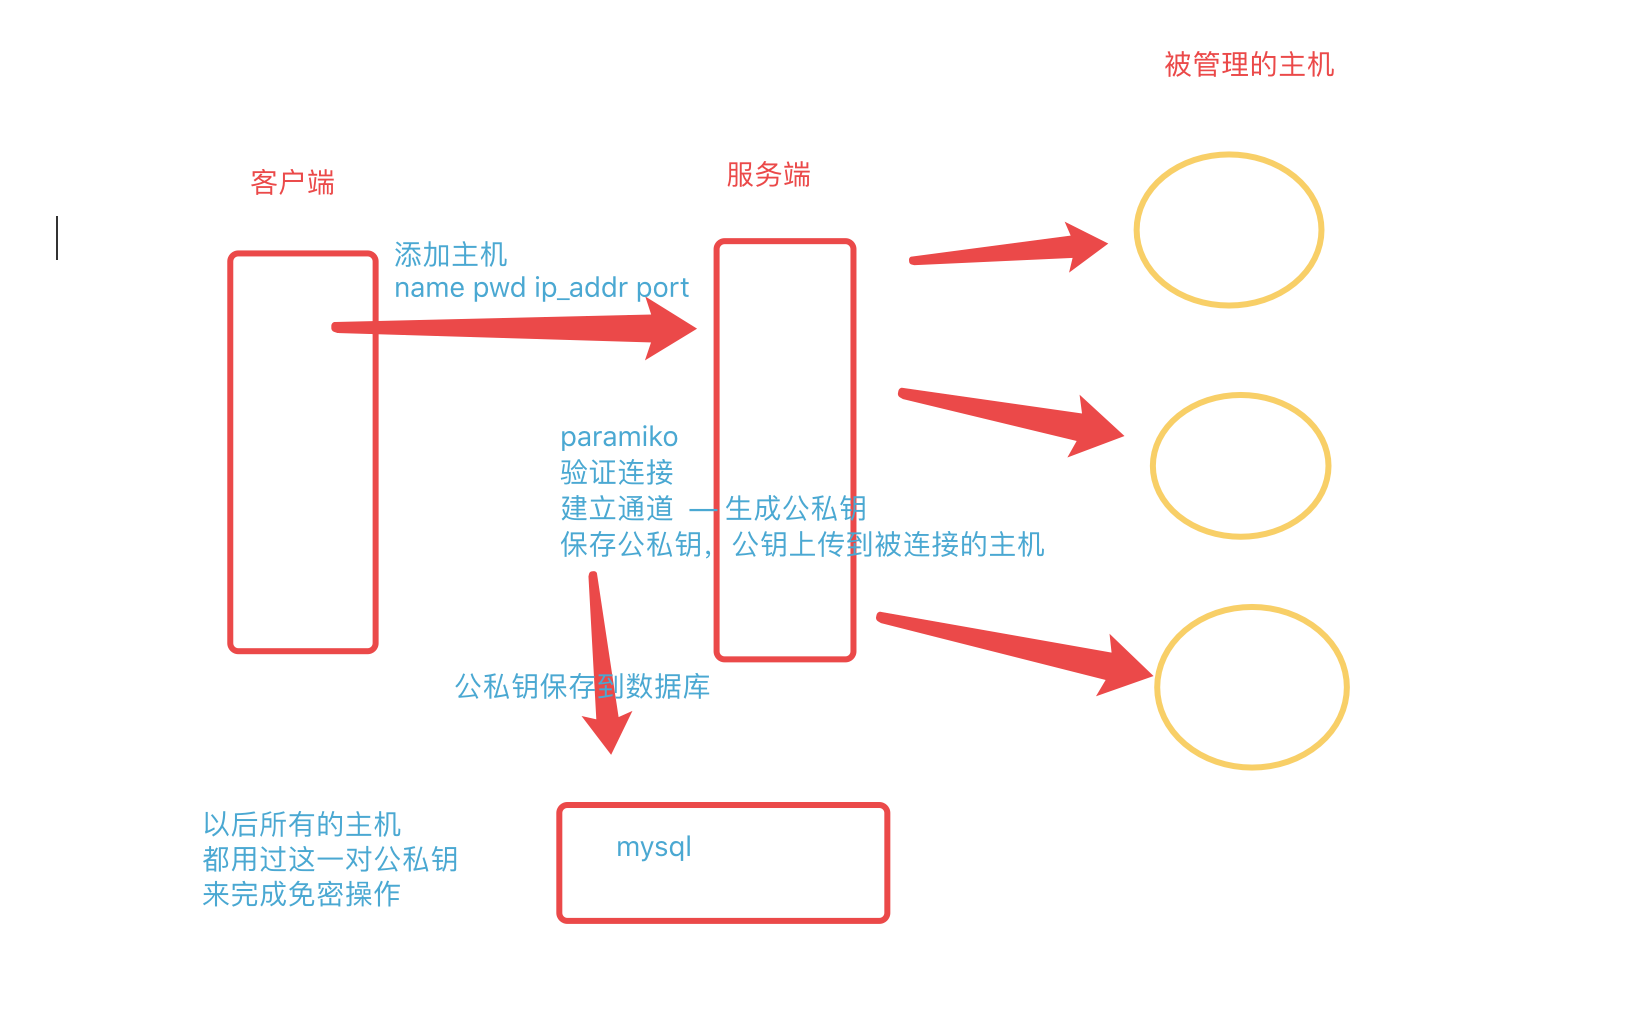 被管理的主机
客户端
服务端
添加主机
name pwd ip_addr port
paramiko
验证连接
建立通道 — 生成公私钥
保存公私钥，公钥上传到被连接的主机
公私钥保存到数据库
以后所有的主机
都用过这一对公私钥
来完成免密操作
mysql